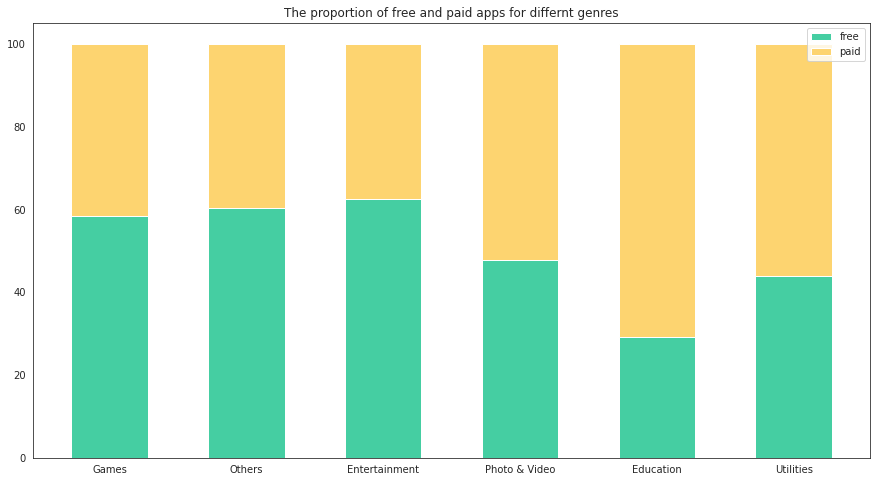 The proportion of free and paid apps for differnt genres
free
paid
100
80
60
40
20
0
Games Others Entertainment Photo & Video Education Utilities